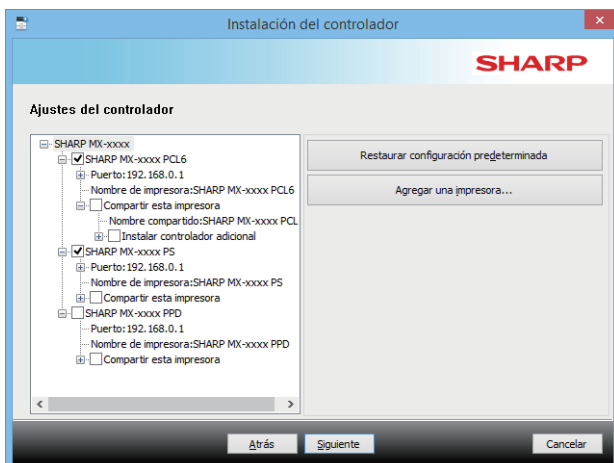 Instalación del controlador
SHARP
Ajustes del controlador
SHARP MX-xxxx
SHARP MX-xxxx PCL6
Puerto:192.168.0.1
Nombre de impresora:SHARP MX-xxxx PCL6
Compartir esta impresora
Nombre compartido:SHARP MX-xxxx PCL
Instalar controlador adicional
SHARP MX-xxxx PS
Puerto:192.168.0.1
Nombre de impresora:SHARP MX-xxxx PS
Compartir esta impresora
SHARP MX-xxxx PPD
Puerto:192.168.0.1
Nombre de impresora:SHARP MX-xxxx PPD
Compartir esta impresora
Restaurar configuración predeterminada
Agregar una impresora...
Atrás
Siguiente
Cancelar